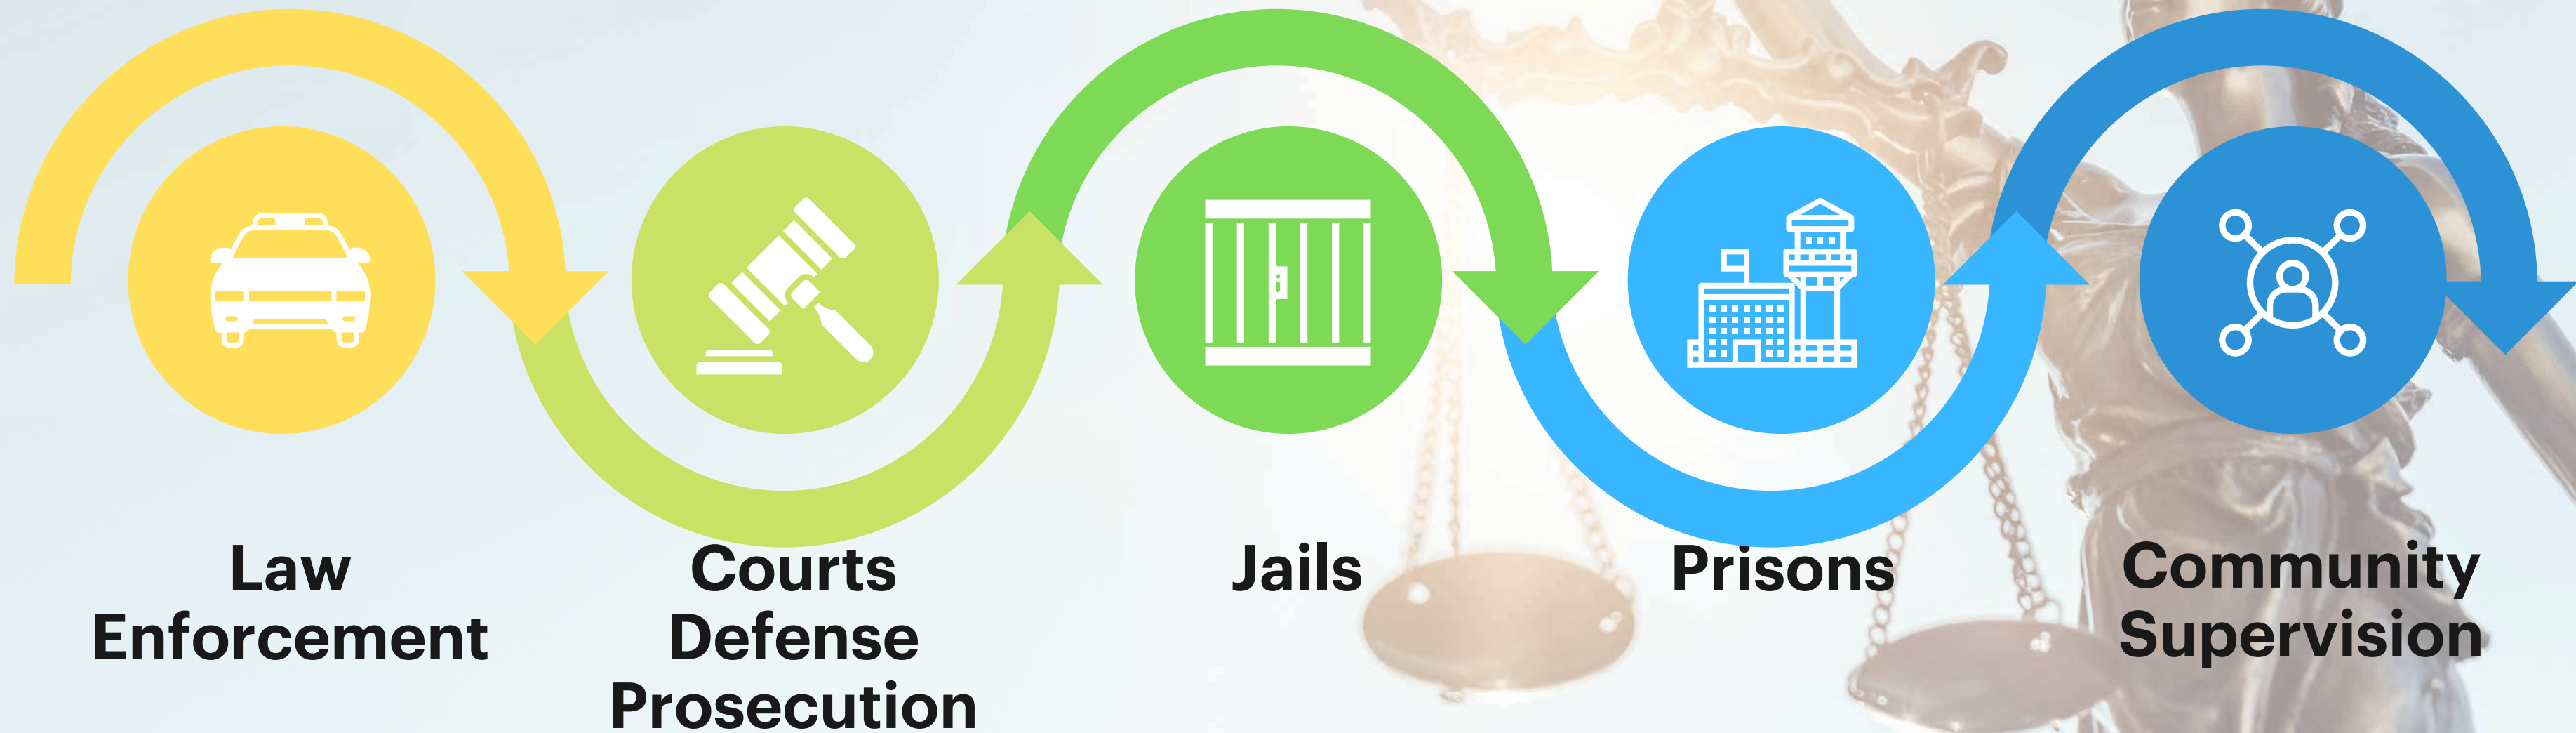 Law
Enforcement
Courts
Defense
Prosecution
Jails
Prisons
Community
Supervision